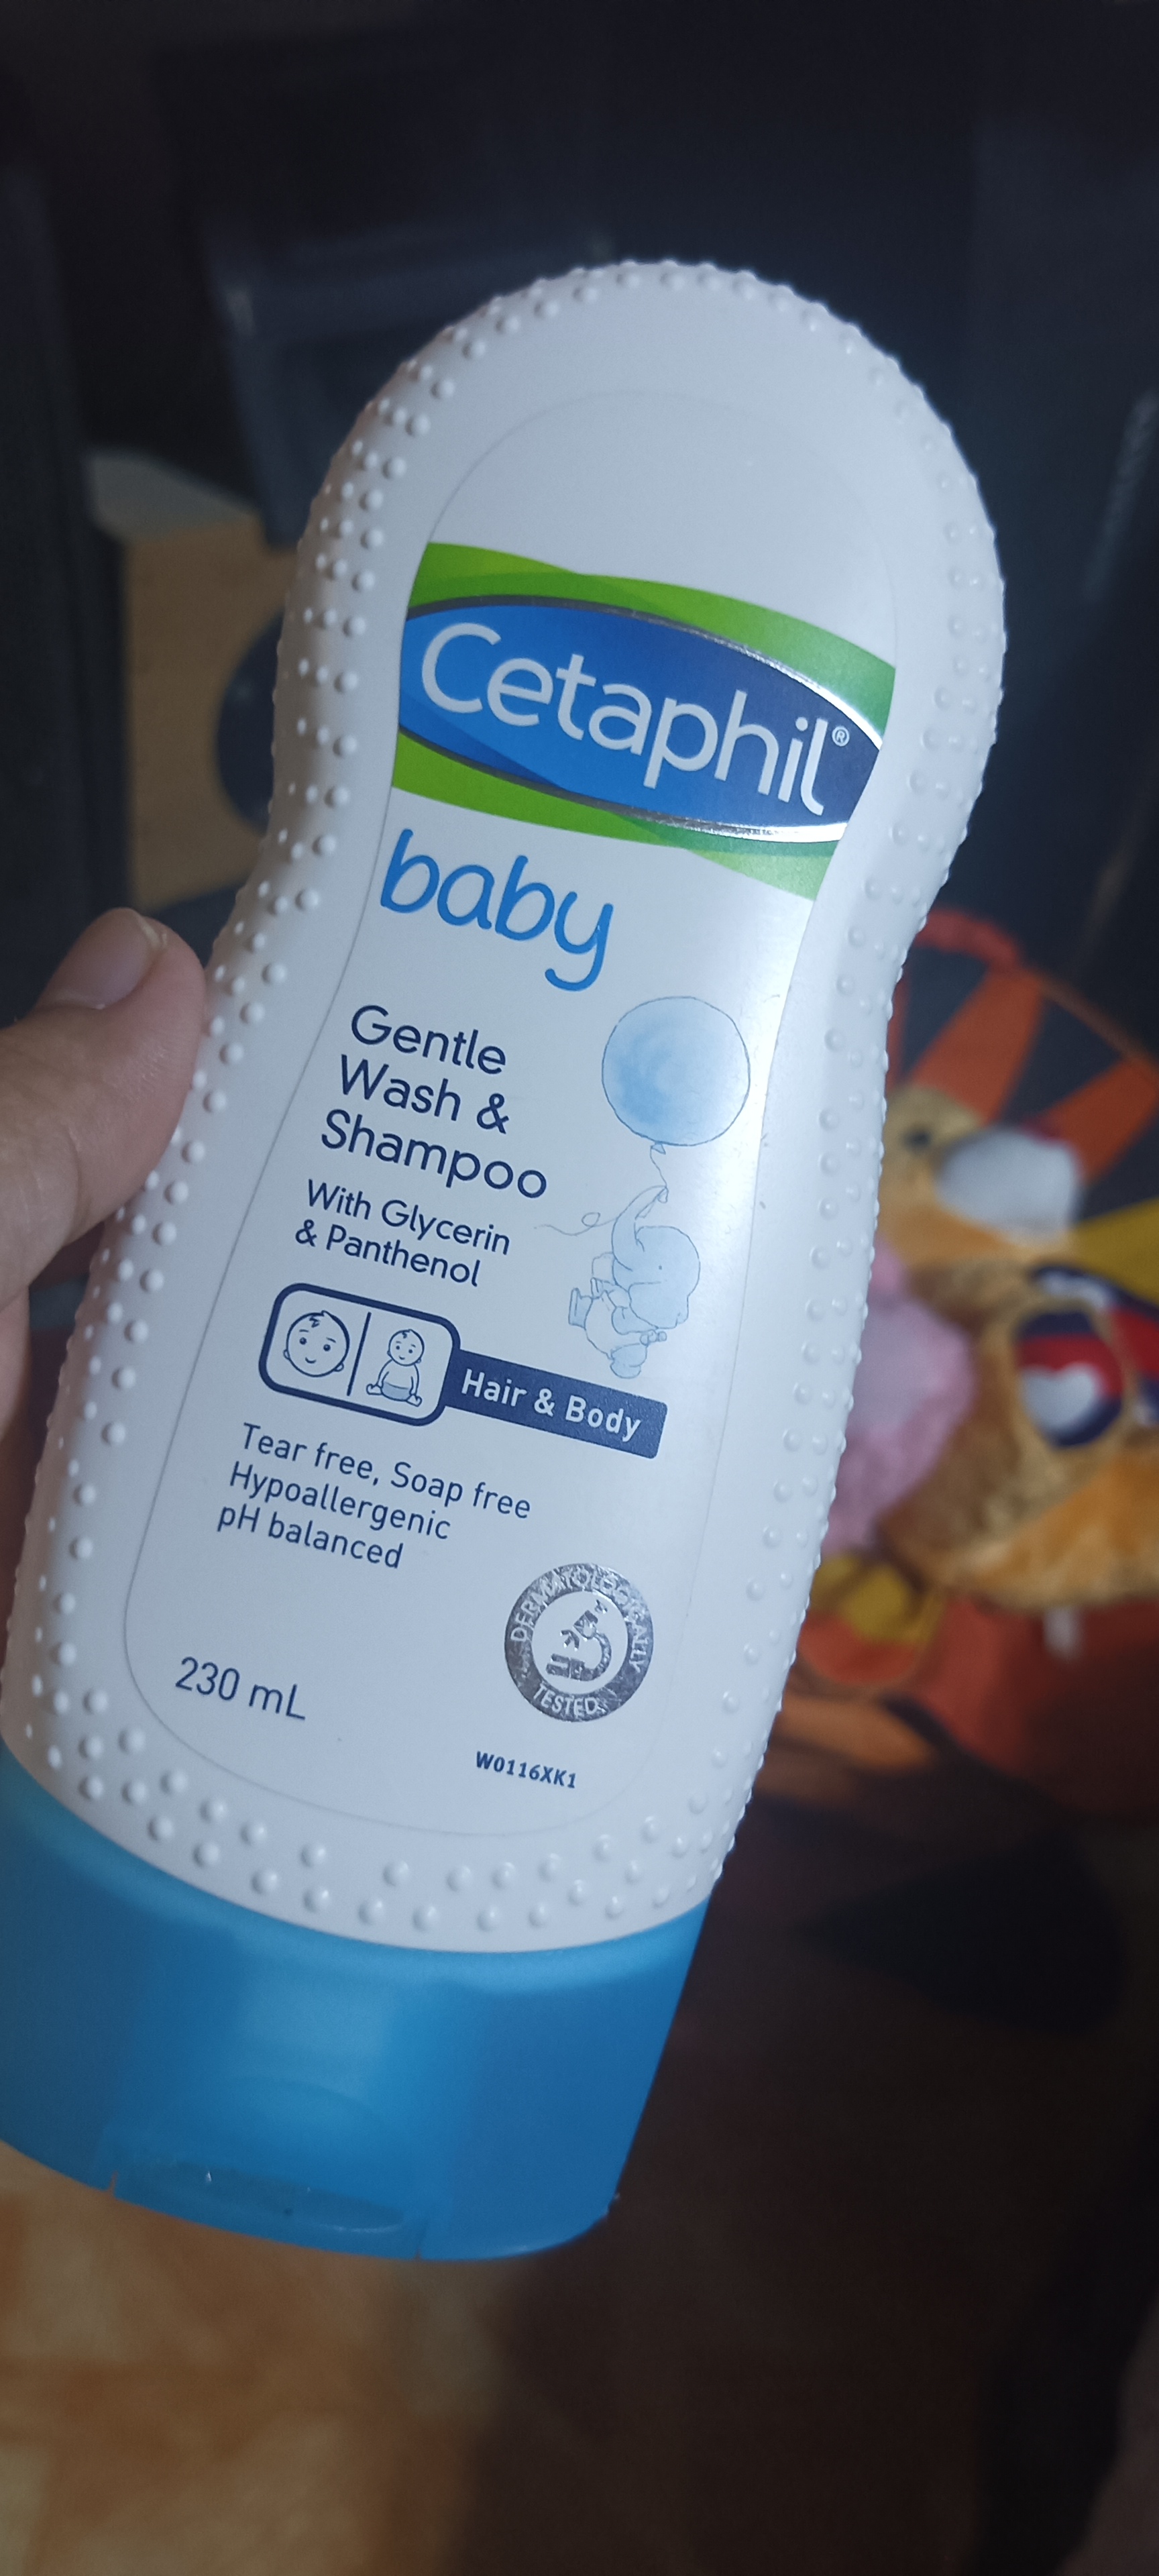 Cetaphil®
baby
Gentle
Wash &
Shampoo
With Glycerin
& Panthenol
Hair & Body
Tear free, Soap free
Hypoallergenic
pH balanced
DERMATOLOGICALLY
TESTED
230 mL
W0116XK1